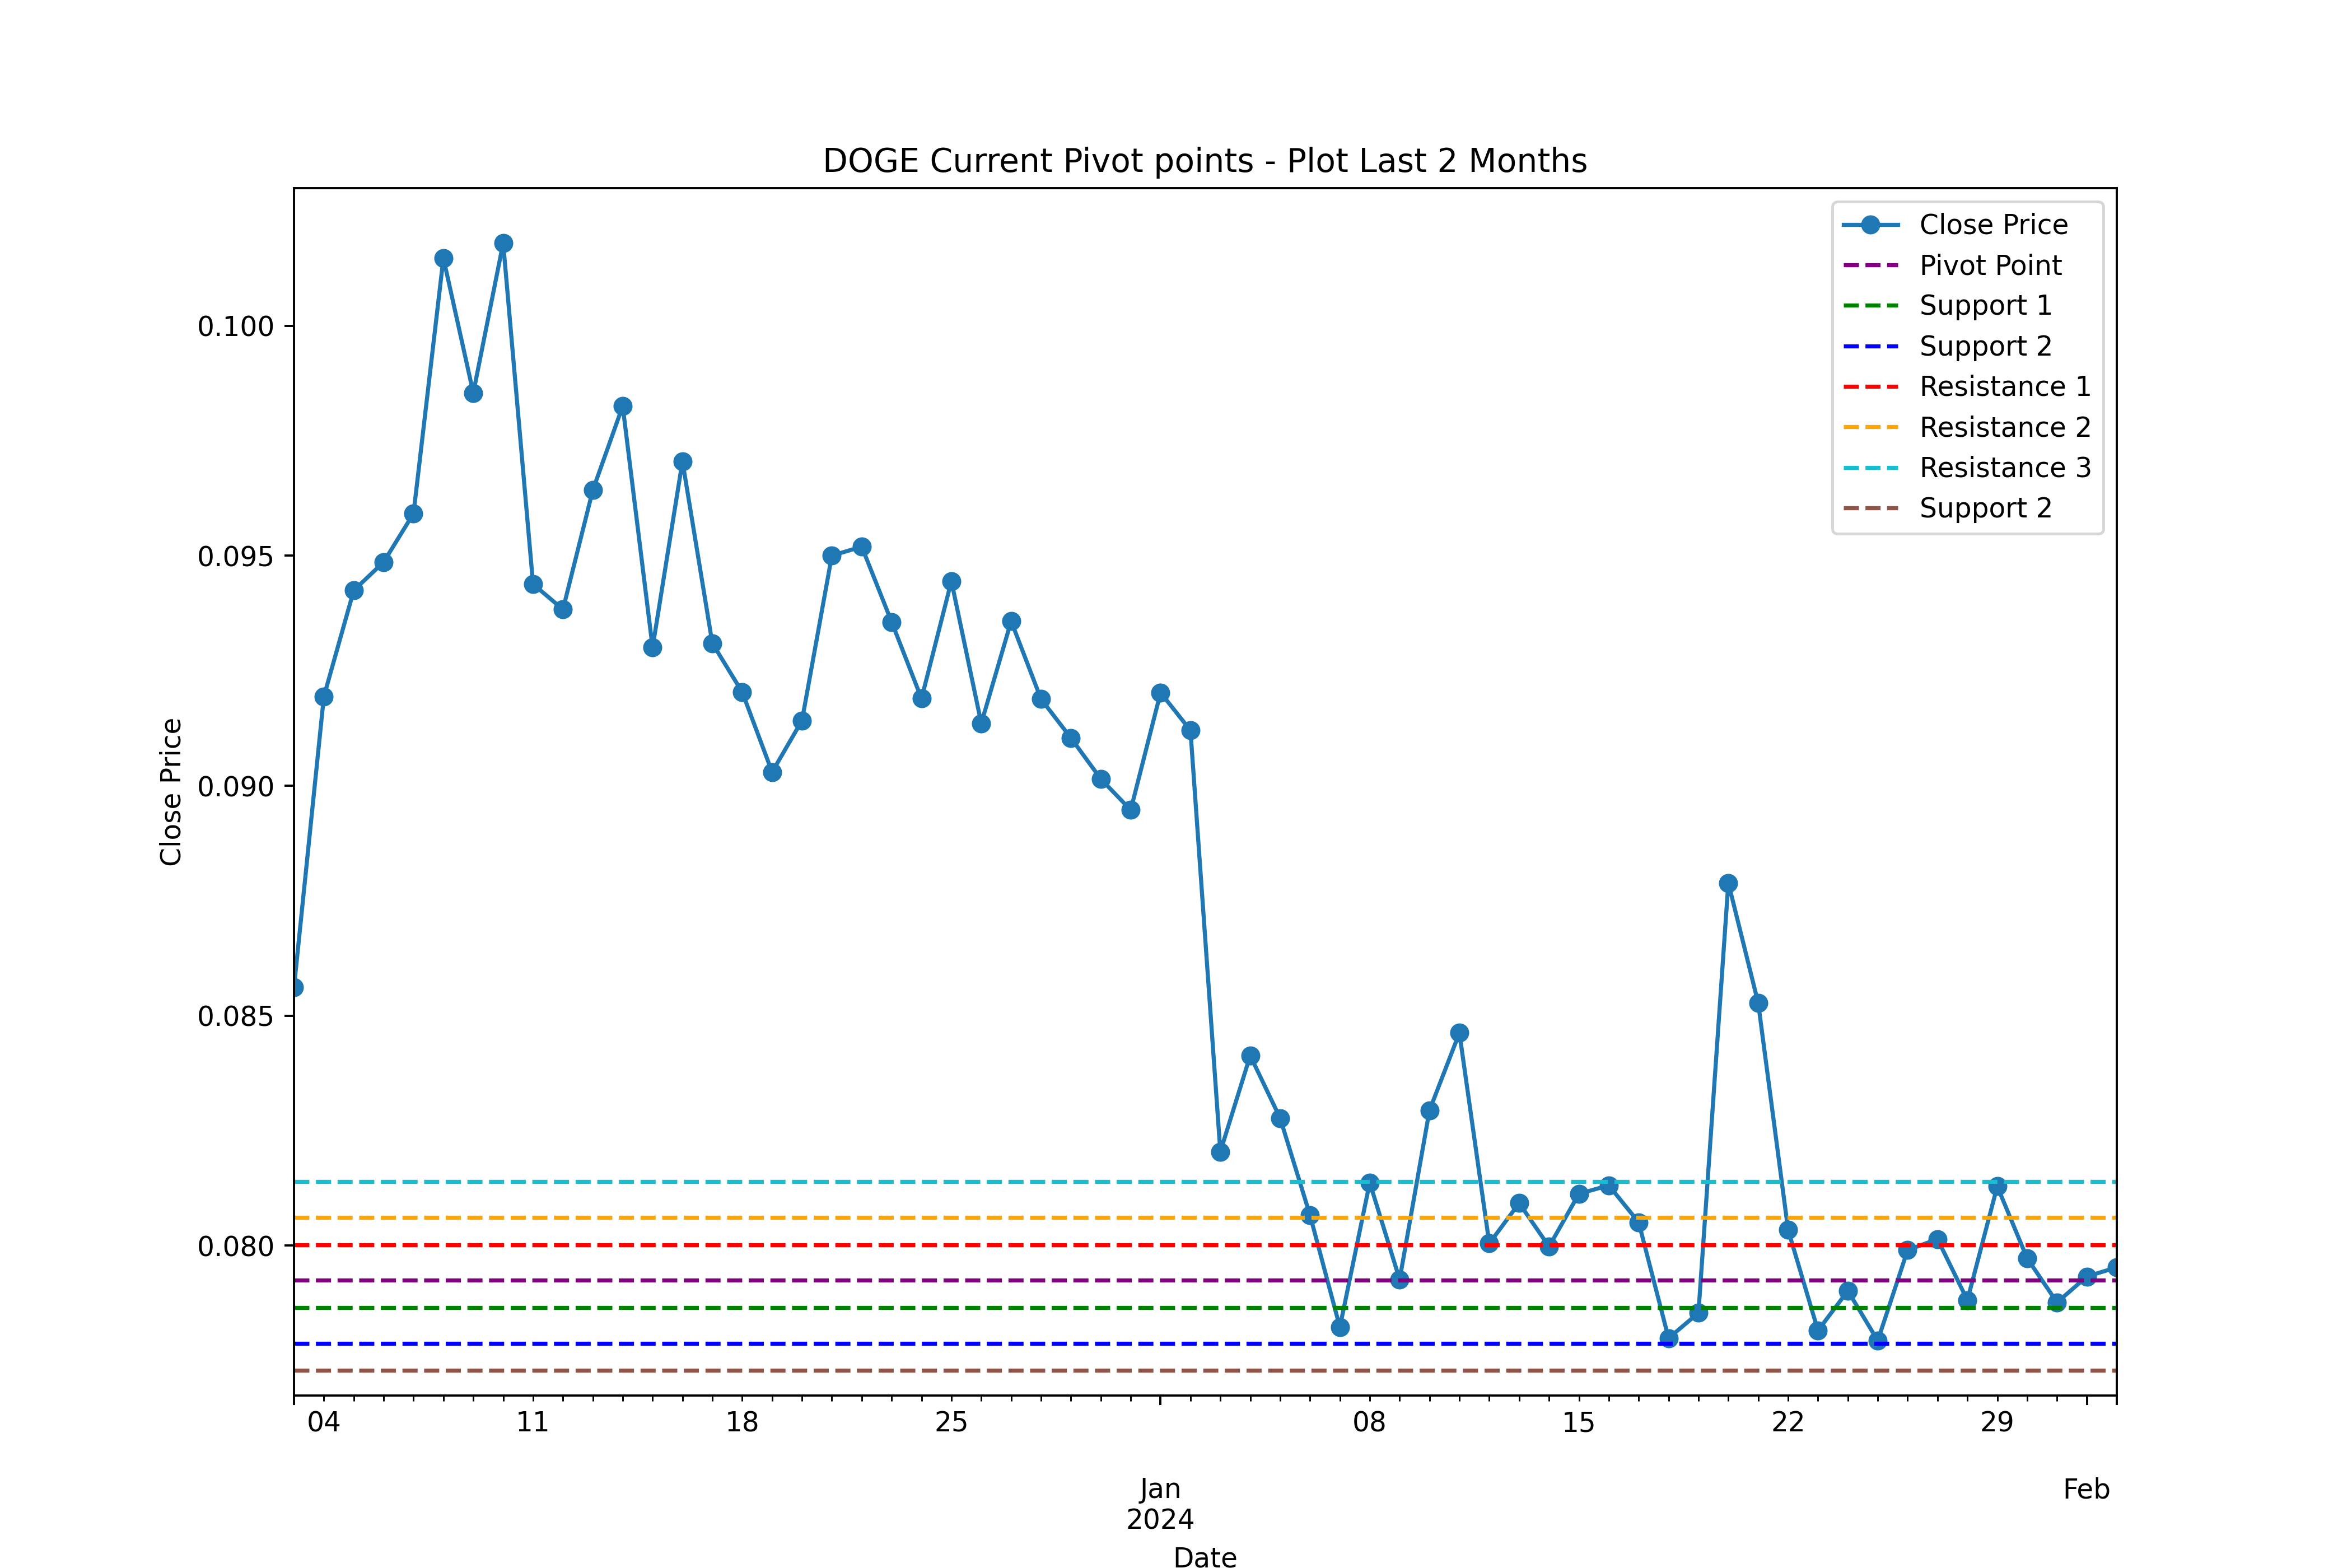 DOGE Current Pivot points - Plot Last 2 Months
Close Price
Pivot Point
Support 1
Support 2
Resistance 1
Resistance 2
Resistance 3
Support 2
Close Price
0.100
0.095
0.090
0.085
0.080
04 11 18 25 08 15 22 29
Jan Feb
2024
Date